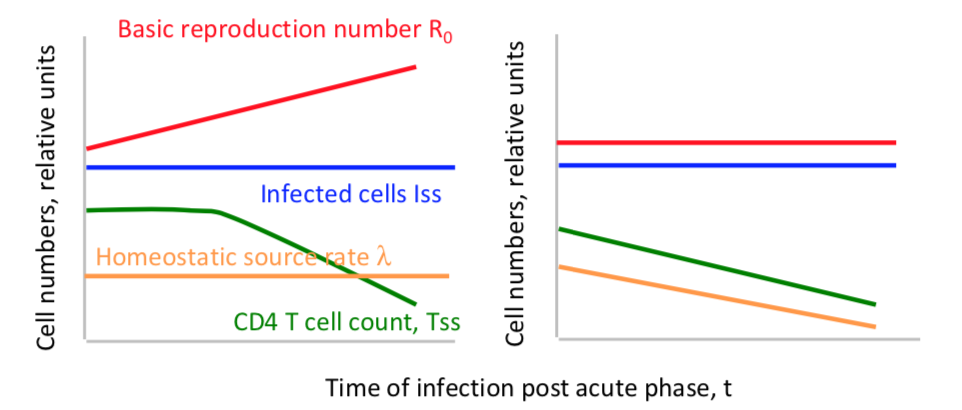 Basic reproduction number R₀
Cell numbers, relative units
Infected cells Iss
Homeostatic source rate λ
CD4 T cell count, Tss
Cell numbers, relative units
Time of infection post acute phase, t